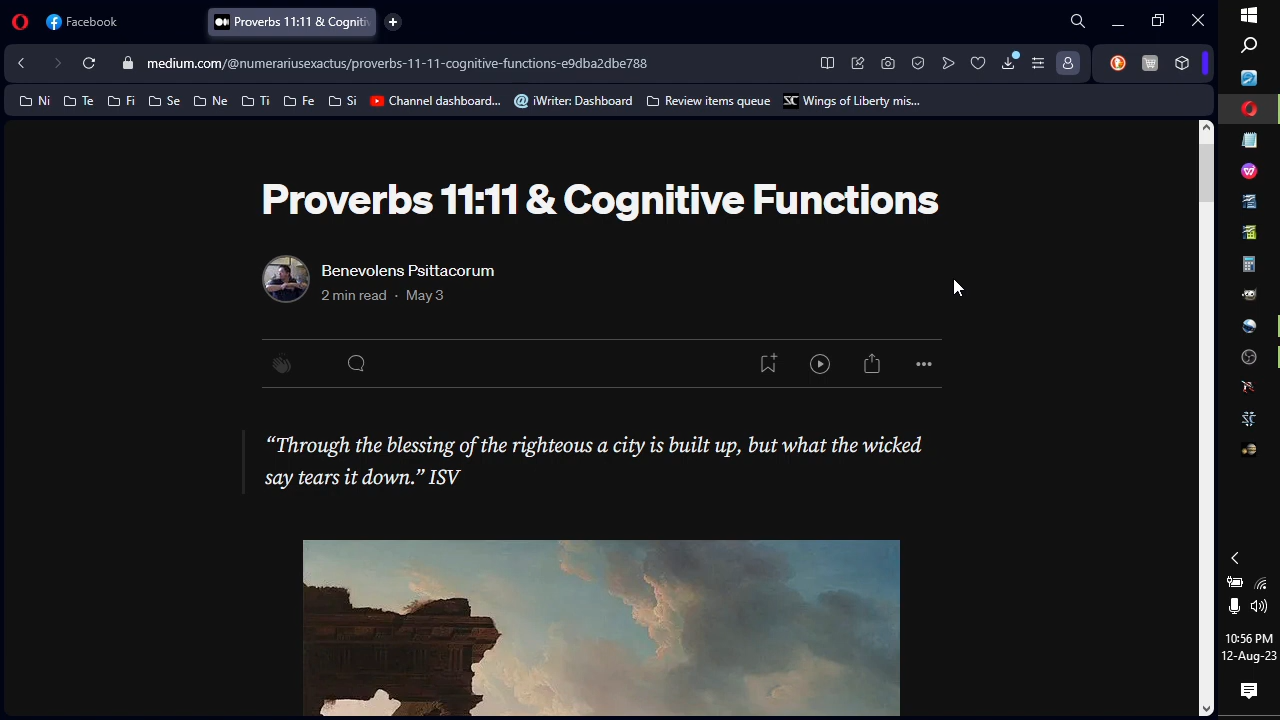 Facebook
Proverbs 11:11 & Cogniti
medium.com/@numerariuseexactus/proverbs-11-11-cognitive-functions-e9dba2dbe788
Ni Te Fi Se Ne Ti Fe Si Channel dashboard... iWriter: Dashboard Review items queue Wings of Liberty mis...
Proverbs 11:11 & Cognitive Functions
Benevolens Psittacorum
2 min read · May 3
“Through the blessing of the righteous a city is built up, but what the wicked
say tears it down.” ISV
10:56 PM
12-Aug-23